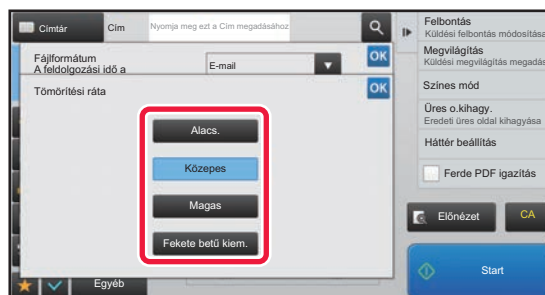 Címtár
Cím
Nyomja meg ezt a Cím megadásához
Fájlformátum
A feldolgozási idő a
E-mail
OK
Tömörítési ráta
OK
Alacs.
Közepes
Magas
Fekete betű kiem.
Egyéb
Felbontás
Küldési felbontás módosítása
Megvilágítás
Küldési megvilágítás megadás
Színes mód
Üres o.kihagy.
Eredeti üres oldal kihagyása
Háttér beállítás
Ferde PDF igazítás
Előnézet
CA
Start